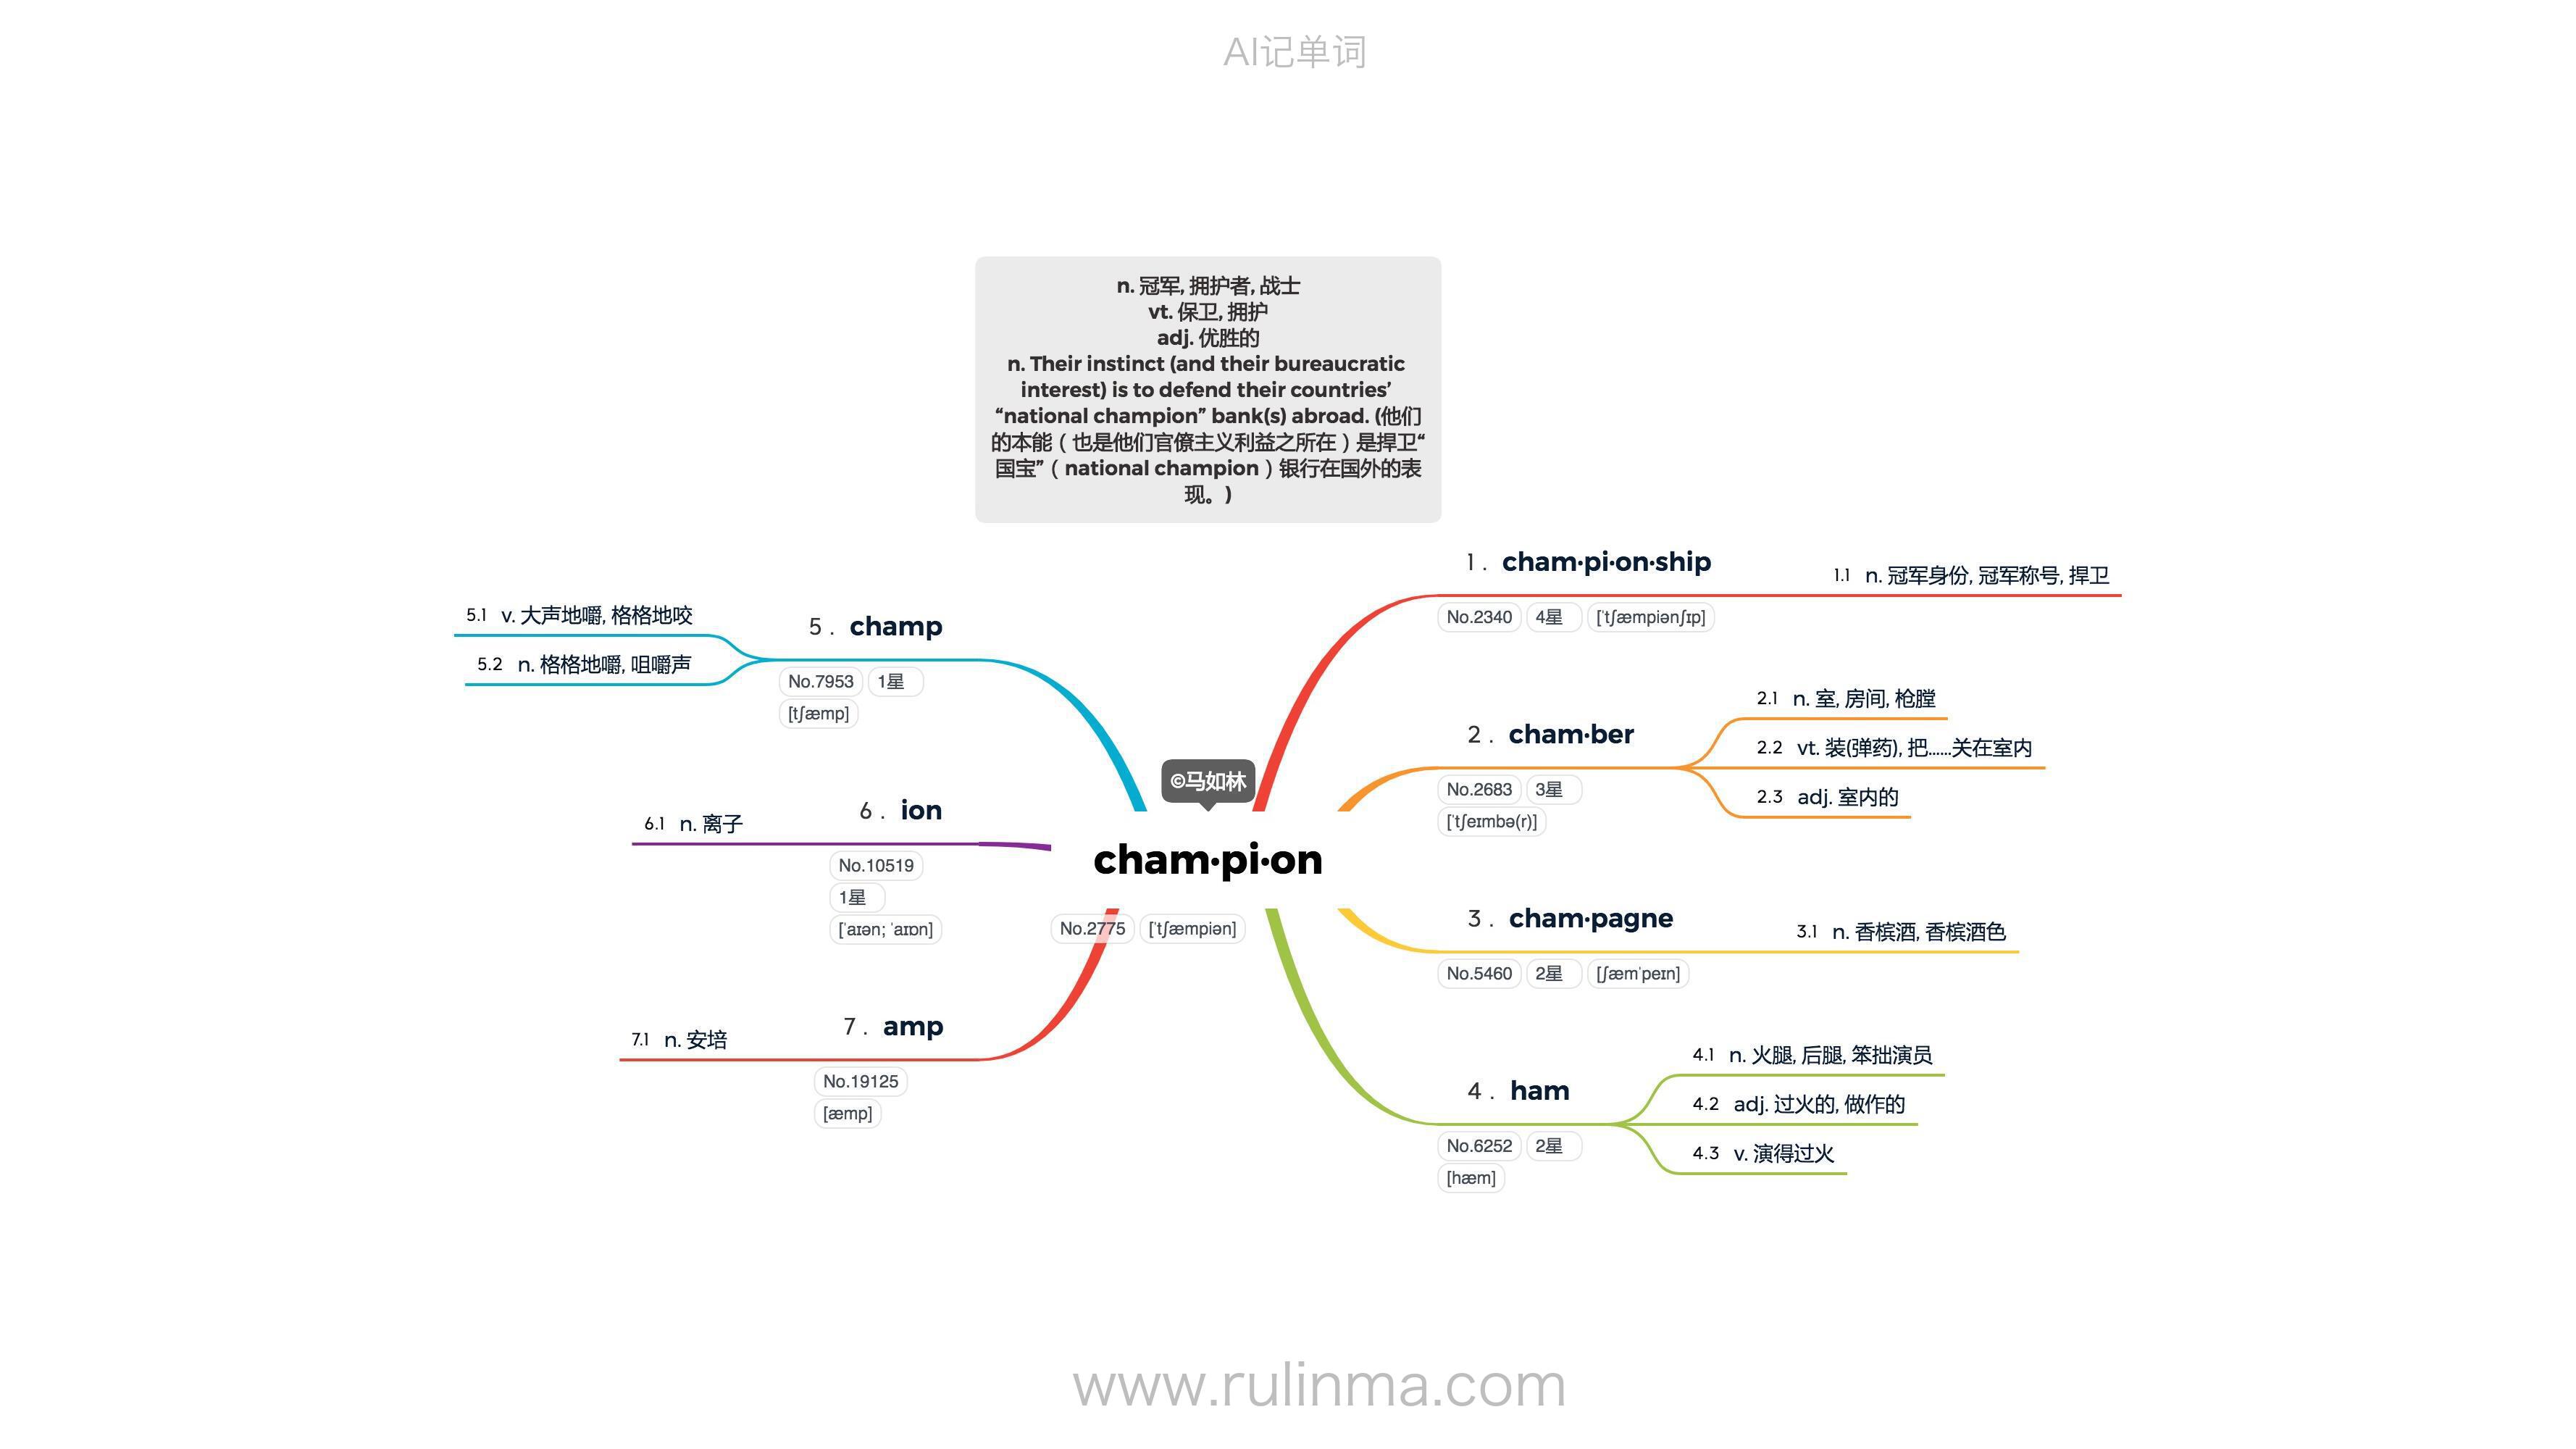 AI记单词
n. 冠军, 拥护者, 战士
vt. 保卫, 拥护
adj. 优胜的
n. Their instinct (and their bureaucratic
interest) is to defend their countries’
“national champion” bank(s) abroad. (他们
的本能（也是他们官僚主义利益之所在）是捍卫“
国宝”（national champion）银行在国外的表
现。)
©马如林
cham·pi·on
No.2775 [ˈtʃæmpiən]
1. cham·pi·on·ship
No.2340 4星 [ˈtʃæmpiənʃɪp]
1.1 n. 冠军身份, 冠军称号, 捍卫
2. cham·ber
No.2683 3星
[ˈtʃeɪmbə(r)]
2.1 n. 室, 房间, 枪膛
2.2 vt. 装(弹药), 把……关在室内
2.3 adj. 室内的
3. cham·pagne
No.5460 2星 [ʃæmˈpeɪn]
3.1 n. 香槟酒, 香槟酒色
4. ham
No.6252 2星
[hæm]
4.1 n. 火腿, 后腿, 笨拙演员
4.2 adj. 过火的, 做作的
4.3 v. 演得过火
5. champ
No.7953 1星
[tʃæmp]
5.1 v. 大声地嚼, 格格地咬
5.2 n. 格格地嚼, 咀嚼声
6. ion
No.10519
1星
[ˈaɪən; ˈaɪɒn]
6.1 n. 离子
7. amp
No.19125
[æmp]
7.1 n. 安培
www.rulinma.com